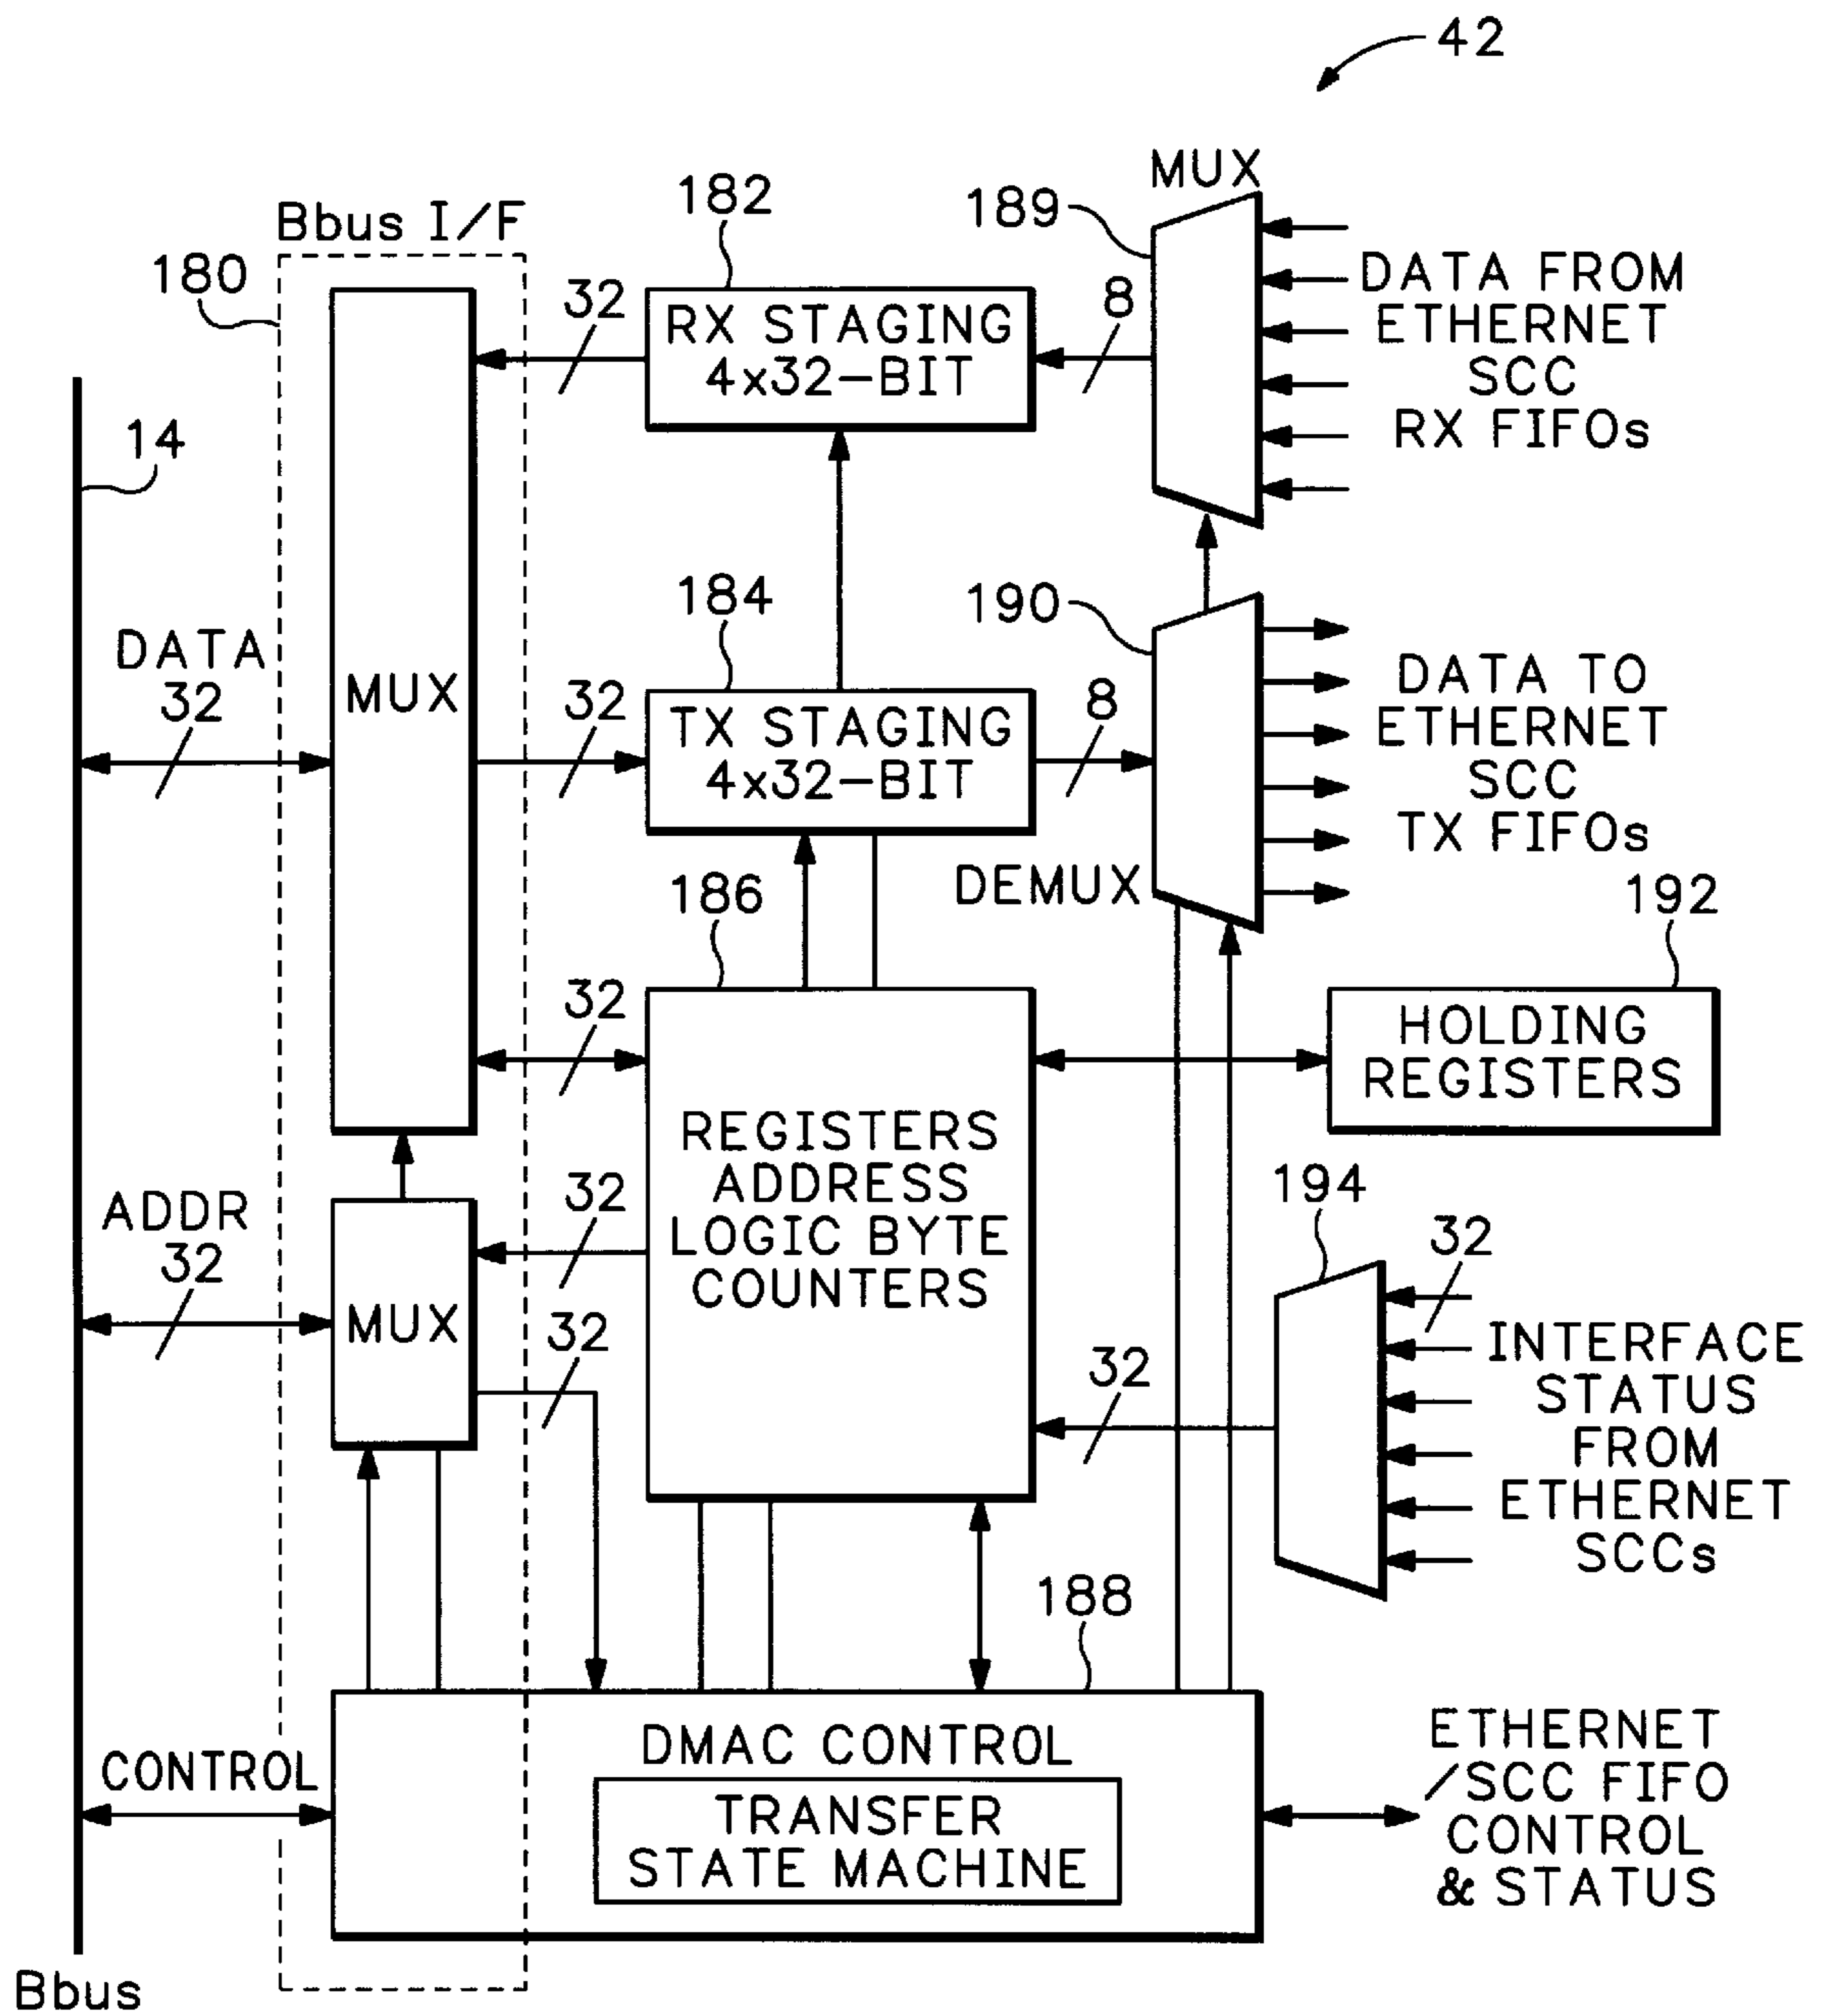 42
MUX
182
189
Bbus I/F
180
32
RX STAGING
4x32-BIT
8
DATA FROM
ETHERNET
SCC
RX FIFOs
14
184
190
DATA
32
MUX
32
TX STAGING
4x32-BIT
8
DATA TO
ETHERNET
SCC
TX FIFOs
DEMUX
186
192
32
HOLDING
REGISTERS
REGISTERS
ADDRESS
LOGIC BYTE
COUNTERS
194
ADDR
32
32
MUX
32
32
32
INTERFACE
STATUS
FROM
ETHERNET
SCCs
188
CONTROL
DMAC CONTROL
TRANSFER
STATE MACHINE
ETHERNET
/SCC FIFO
CONTROL
& STATUS
Bbus